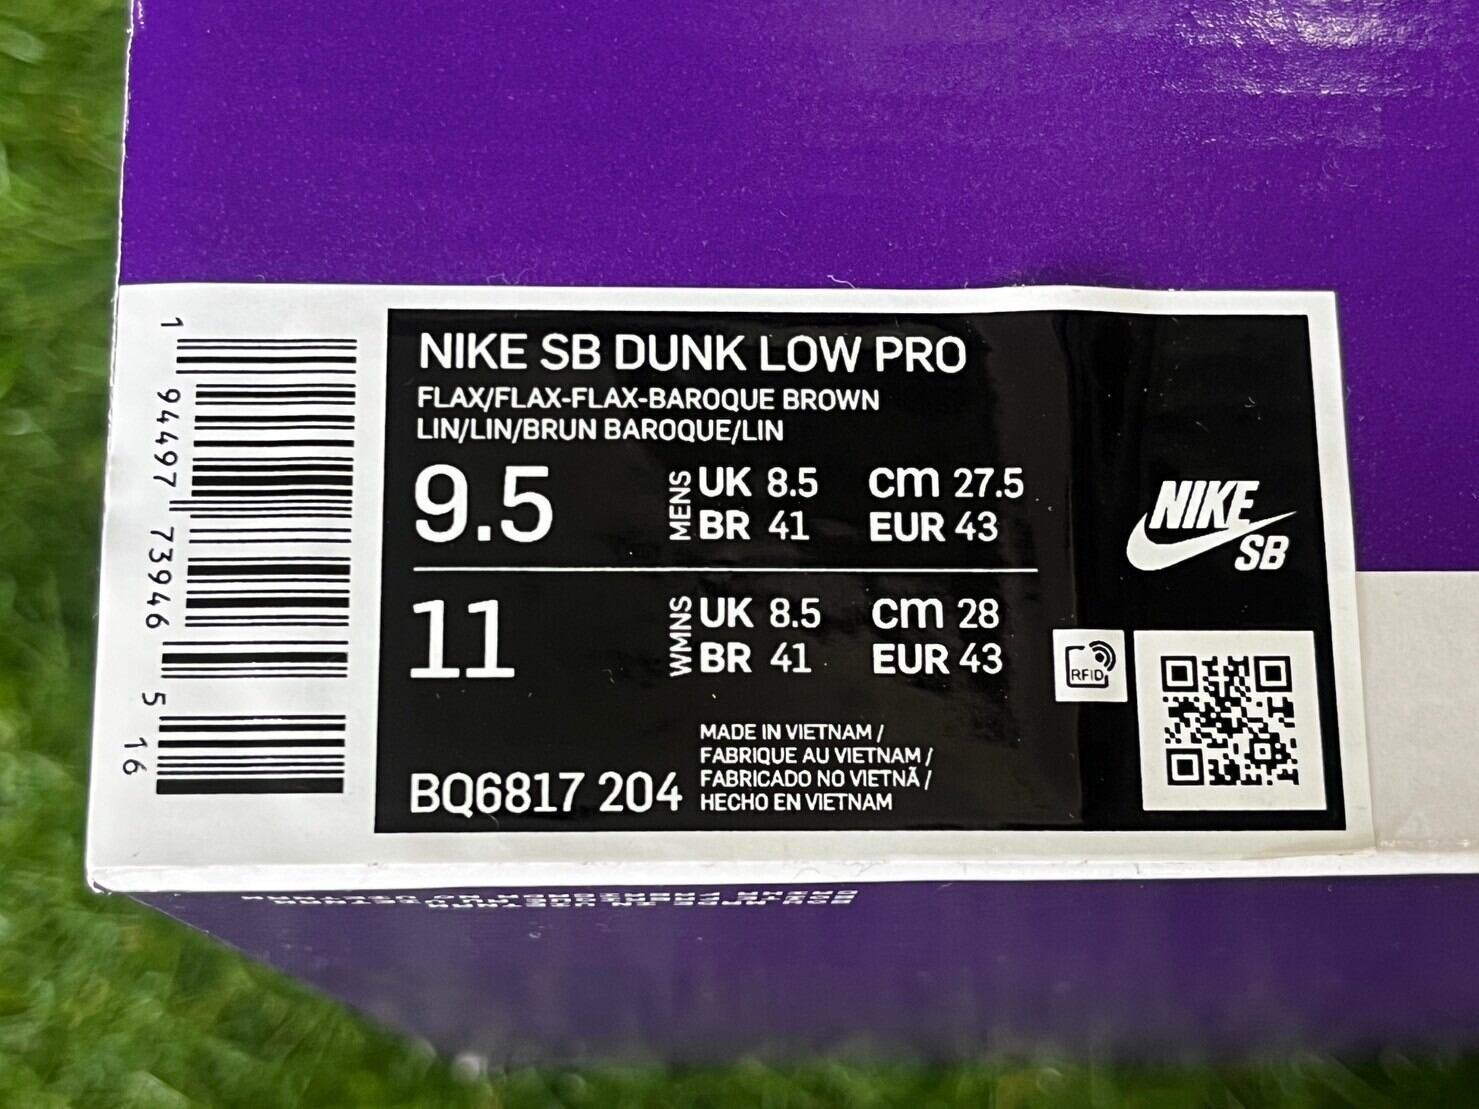 NIKE SB DUNK LOW PRO
FLAX/FLAX-FLAX-BAROQUE BROWN
LIN/LIN/BRUN BAROQUE/LIN
9.5
MENS
UK 8.5 CM 27.5
BR 41 EUR 43
11
WMNS
UK 8.5 CM 28
BR 41 EUR 43
BQ6817 204
MADE IN VIETNAM /
FABRIQUE AU VIETNAM /
FABRICADO NO VIETNÃ /
HECHO EN VIETNAM
NIKE
SB
RFID
1 94497 73946 5 16